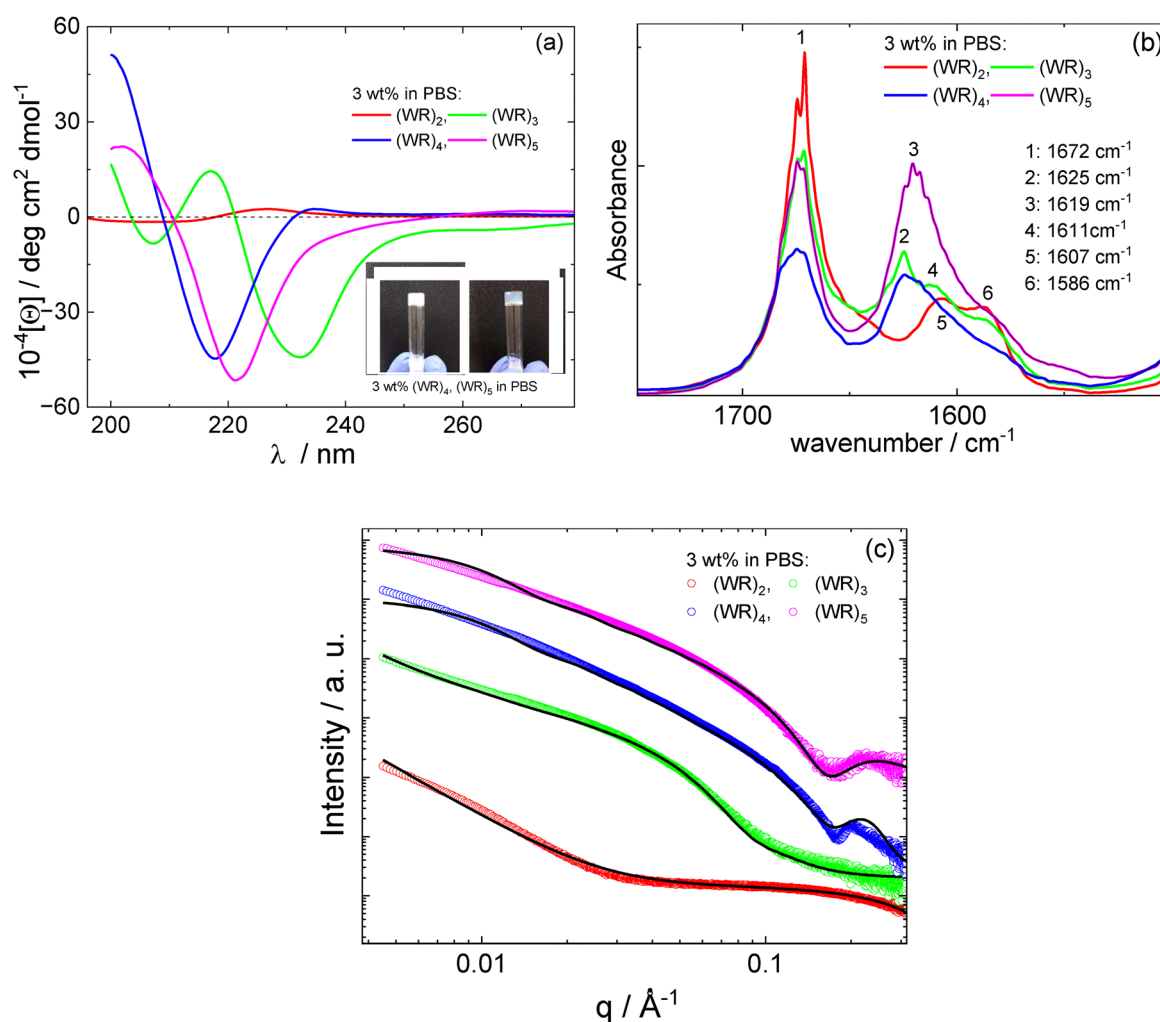 (a)
60
30
0
−30
−60
10⁻⁴[Θ] / deg cm² dmol⁻¹
3 wt% in PBS:
(WR)₂, (WR)₃
(WR)₄, (WR)₅
3 wt% (WR)₄, (WR)₅ in PBS
200 220 240 260
λ / nm
(b)
Absorbance
3 wt% in PBS:
(WR)₂, (WR)₃
(WR)₄, (WR)₅
1
2
3
4
5
6
1: 1672 cm⁻¹
2: 1625 cm⁻¹
3: 1619 cm⁻¹
4: 1611cm⁻¹
5: 1607 cm⁻¹
6: 1586 cm⁻¹
1700 1600
wavenumber / cm⁻¹
(c)
Intensity / a. u.
3 wt% in PBS:
(WR)₂, (WR)₃
(WR)₄, (WR)₅
0.01 0.1
q / Å⁻¹